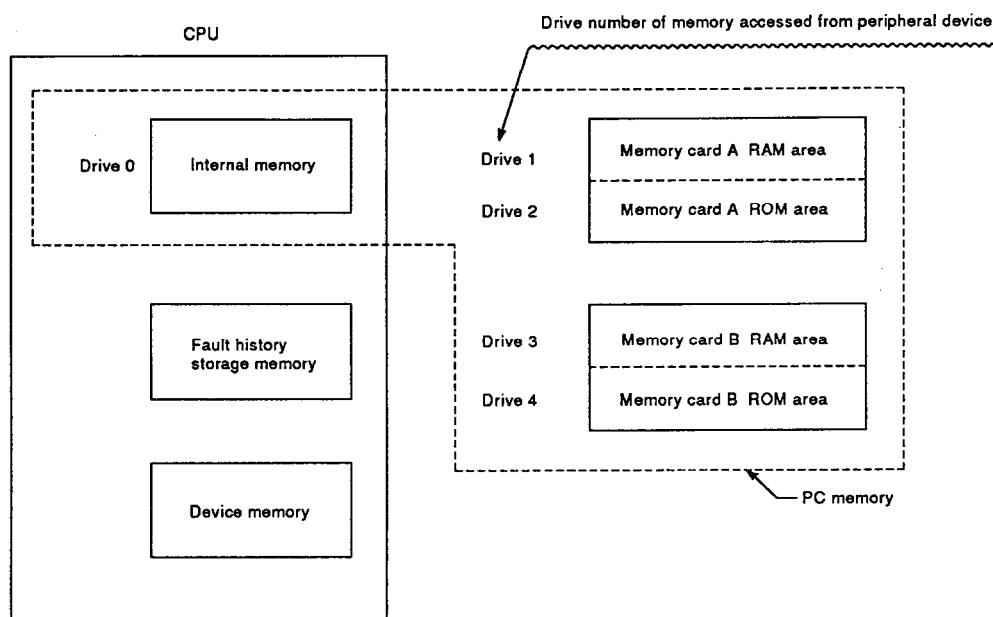 Drive number of memory accessed from peripheral device
CPU
Drive 0
Internal memory
Drive 1
Memory card A RAM area
Drive 2
Memory card A ROM area
Fault history
storage memory
Drive 3
Memory card B RAM area
Drive 4
Memory card B ROM area
PC memory
Device memory